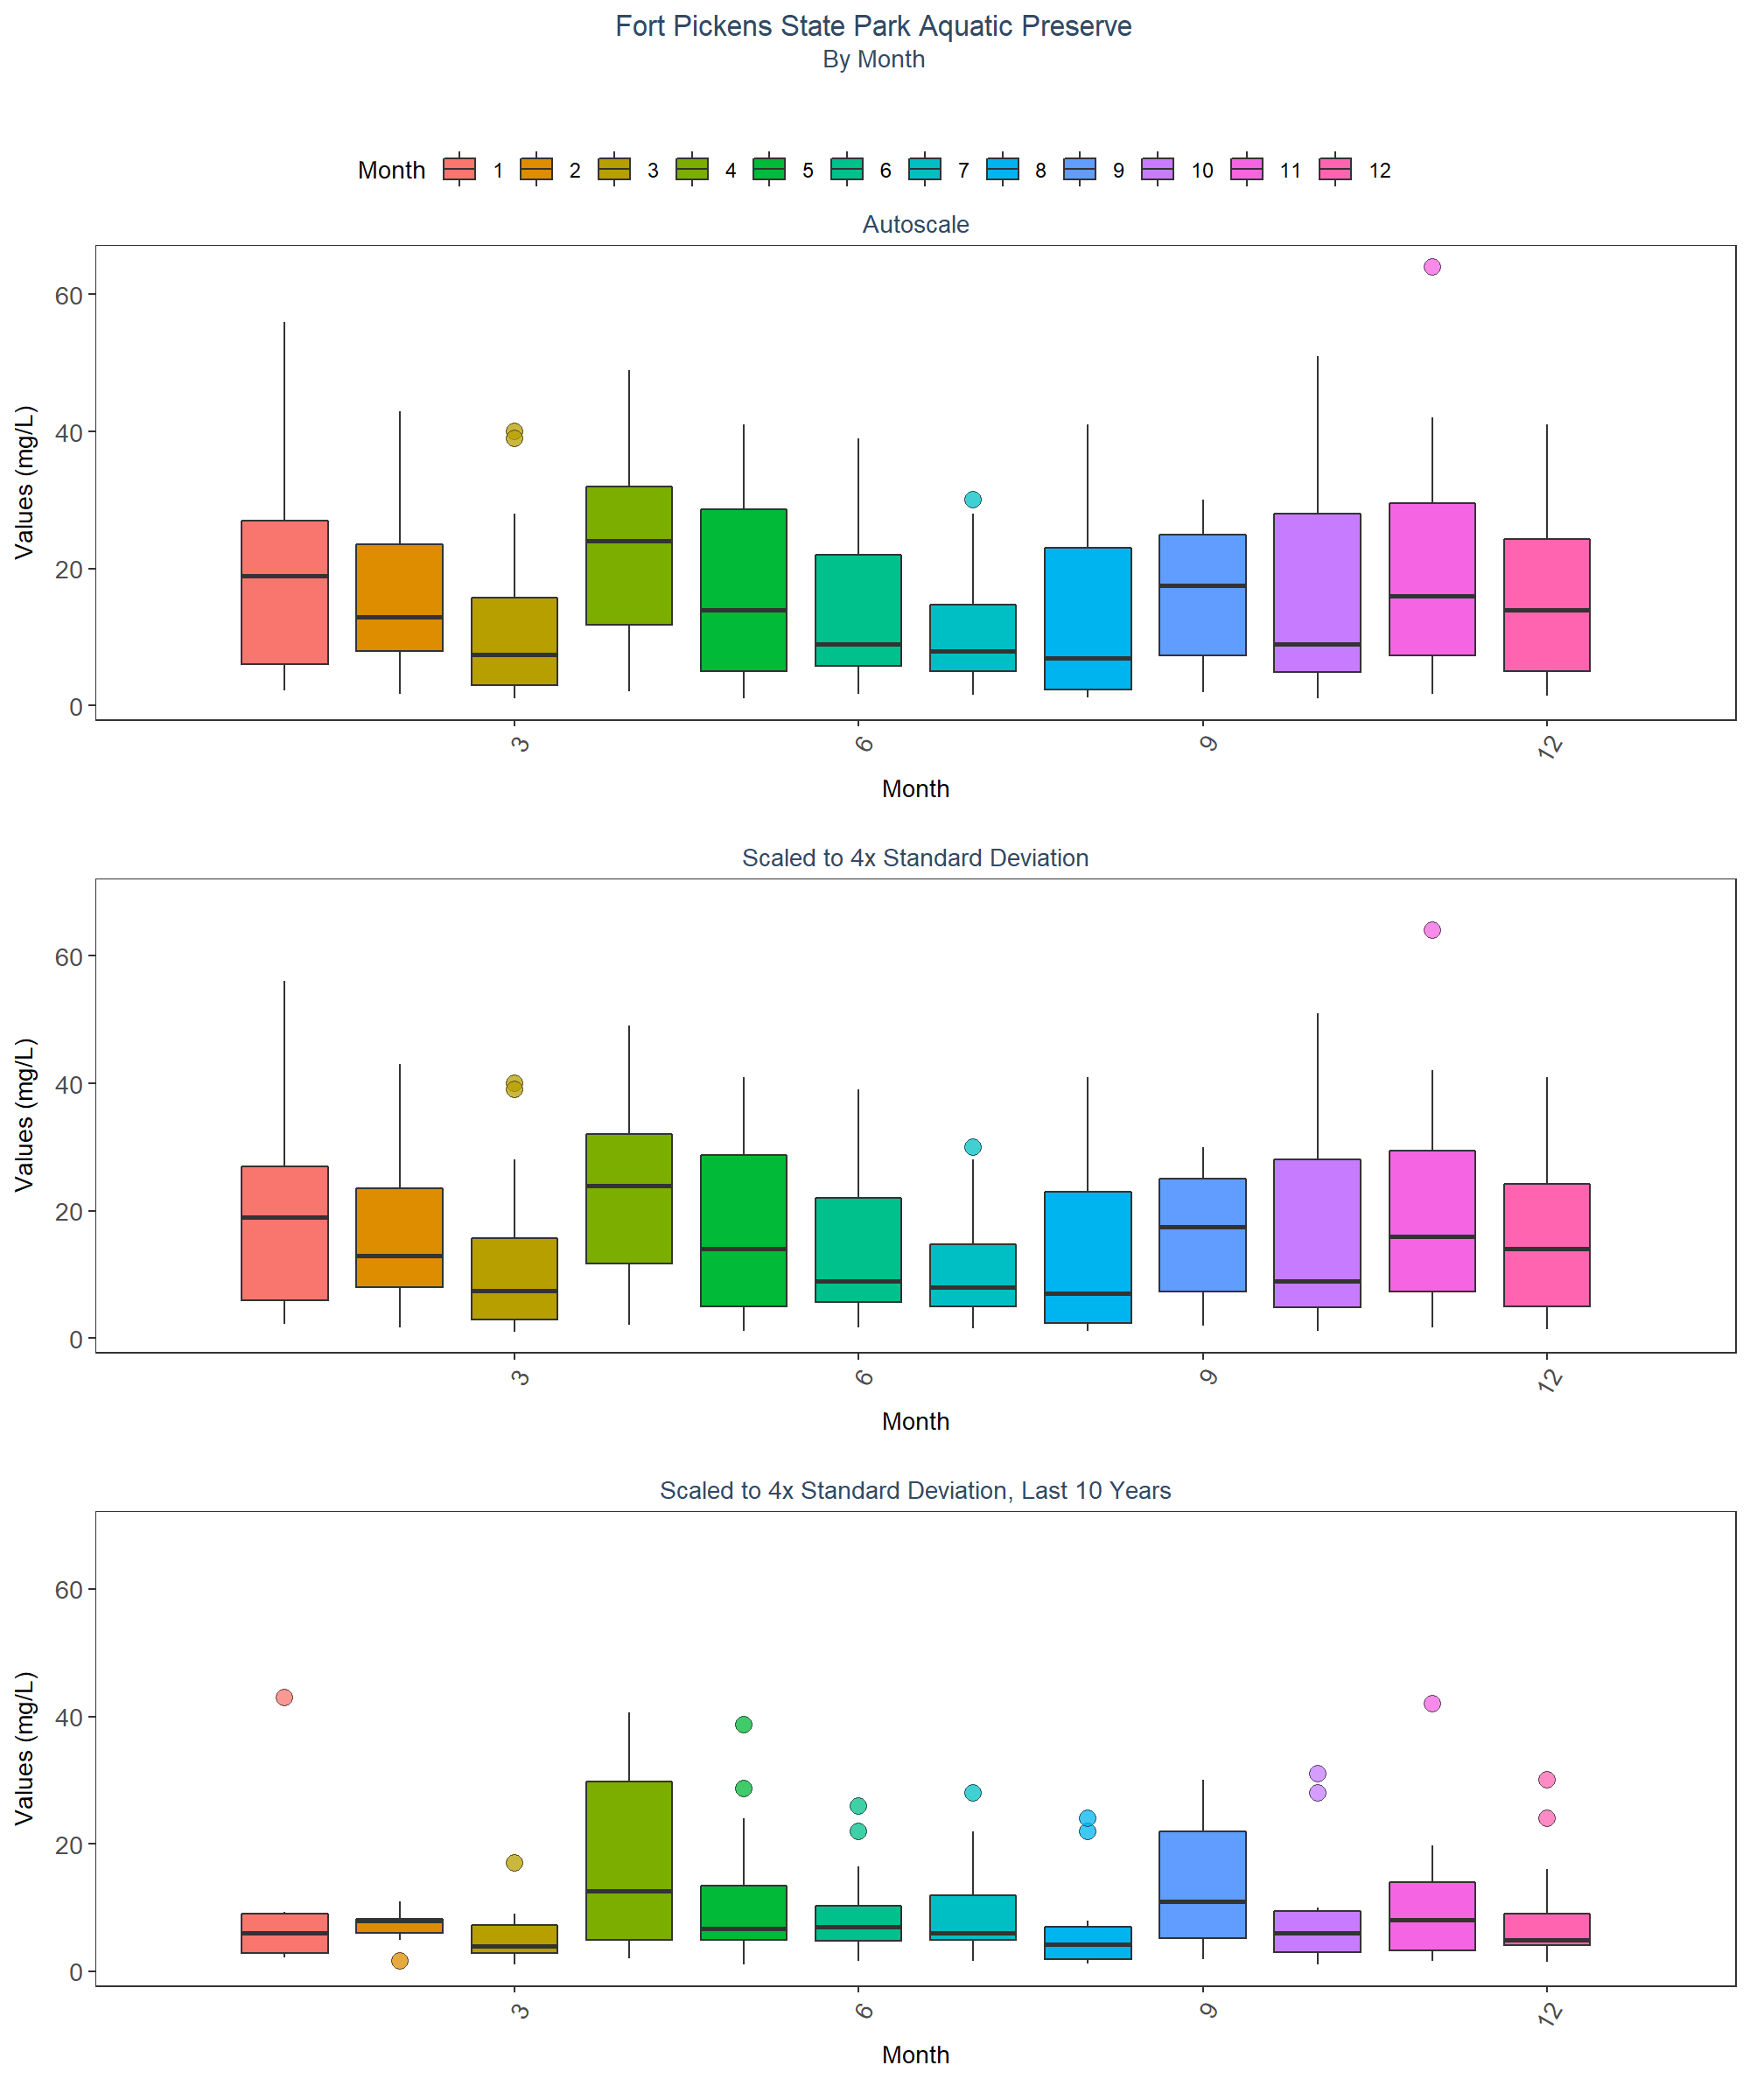 Fort Pickens State Park Aquatic Preserve
By Month
Month 1 2 3 4 5 6 7 8 9 10 11 12
Autoscale
Values (mg/L)
60
40
20
0
3 6 9 12
Month
Scaled to 4x Standard Deviation
Values (mg/L)
60
40
20
0
3 6 9 12
Month
Scaled to 4x Standard Deviation, Last 10 Years
Values (mg/L)
60
40
20
0
3 6 9 12
Month